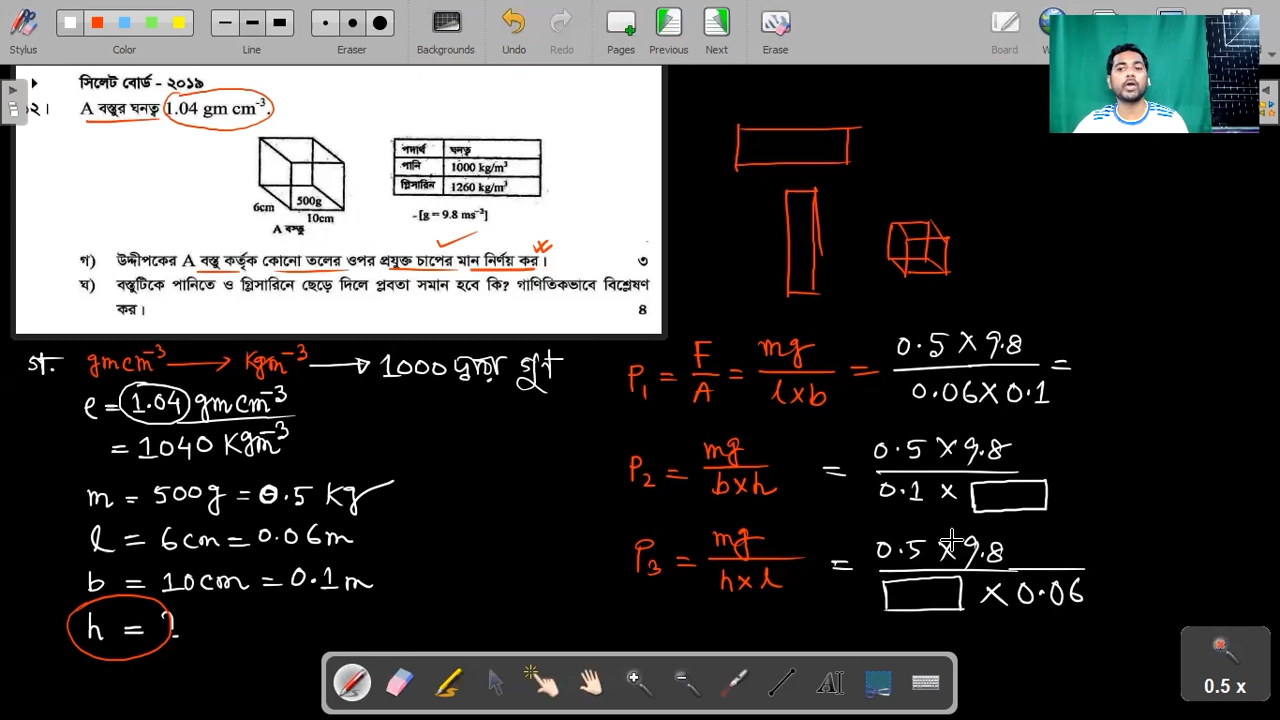 Stylus Color Line Eraser Backgrounds Undo Redo Pages Previous Next Erase Board
সিলেট বোর্ড - ২০১৯
১২। A বস্তুর ঘনত্ব 1.04 gm cm⁻³.
6cm 500g 10cm
A বস্তু
পদার্থ ঘনত্ব
পানি 1000 kg/m³
গ্লিসারিন 1260 kg/m³
-[g = 9.8 ms⁻²]
গ) উদ্দীপকের A বস্তু কর্তৃক কোনো তলের ওপর প্রযুক্ত চাপের মান নির্ণয় কর। ৩
ঘ) বস্তুটিকে পানিতে ও গ্লিসারিনে ছেড়ে দিলে প্লবতা সমান হবে কি? গাণিতিকভাবে বিশ্লেষণ
কর। 4
gmcm⁻³ → Kgm⁻³ → 1000 দ্বারা গুণ
ρ = 1.04 gmcm⁻³
= 1040 Kgm⁻³
m = 500g = 0.5 Kg
l = 6cm = 0.06m
b = 10cm = 0.1m
h = ?
P₁ = F/A = mg/l×b = 0.5×9.8/0.06×0.1 =
P₂ = mg/b×h = 0.5×9.8/0.1×
P₃ = mg/h×l = 0.5×9.8/ ×0.06
0.5 x